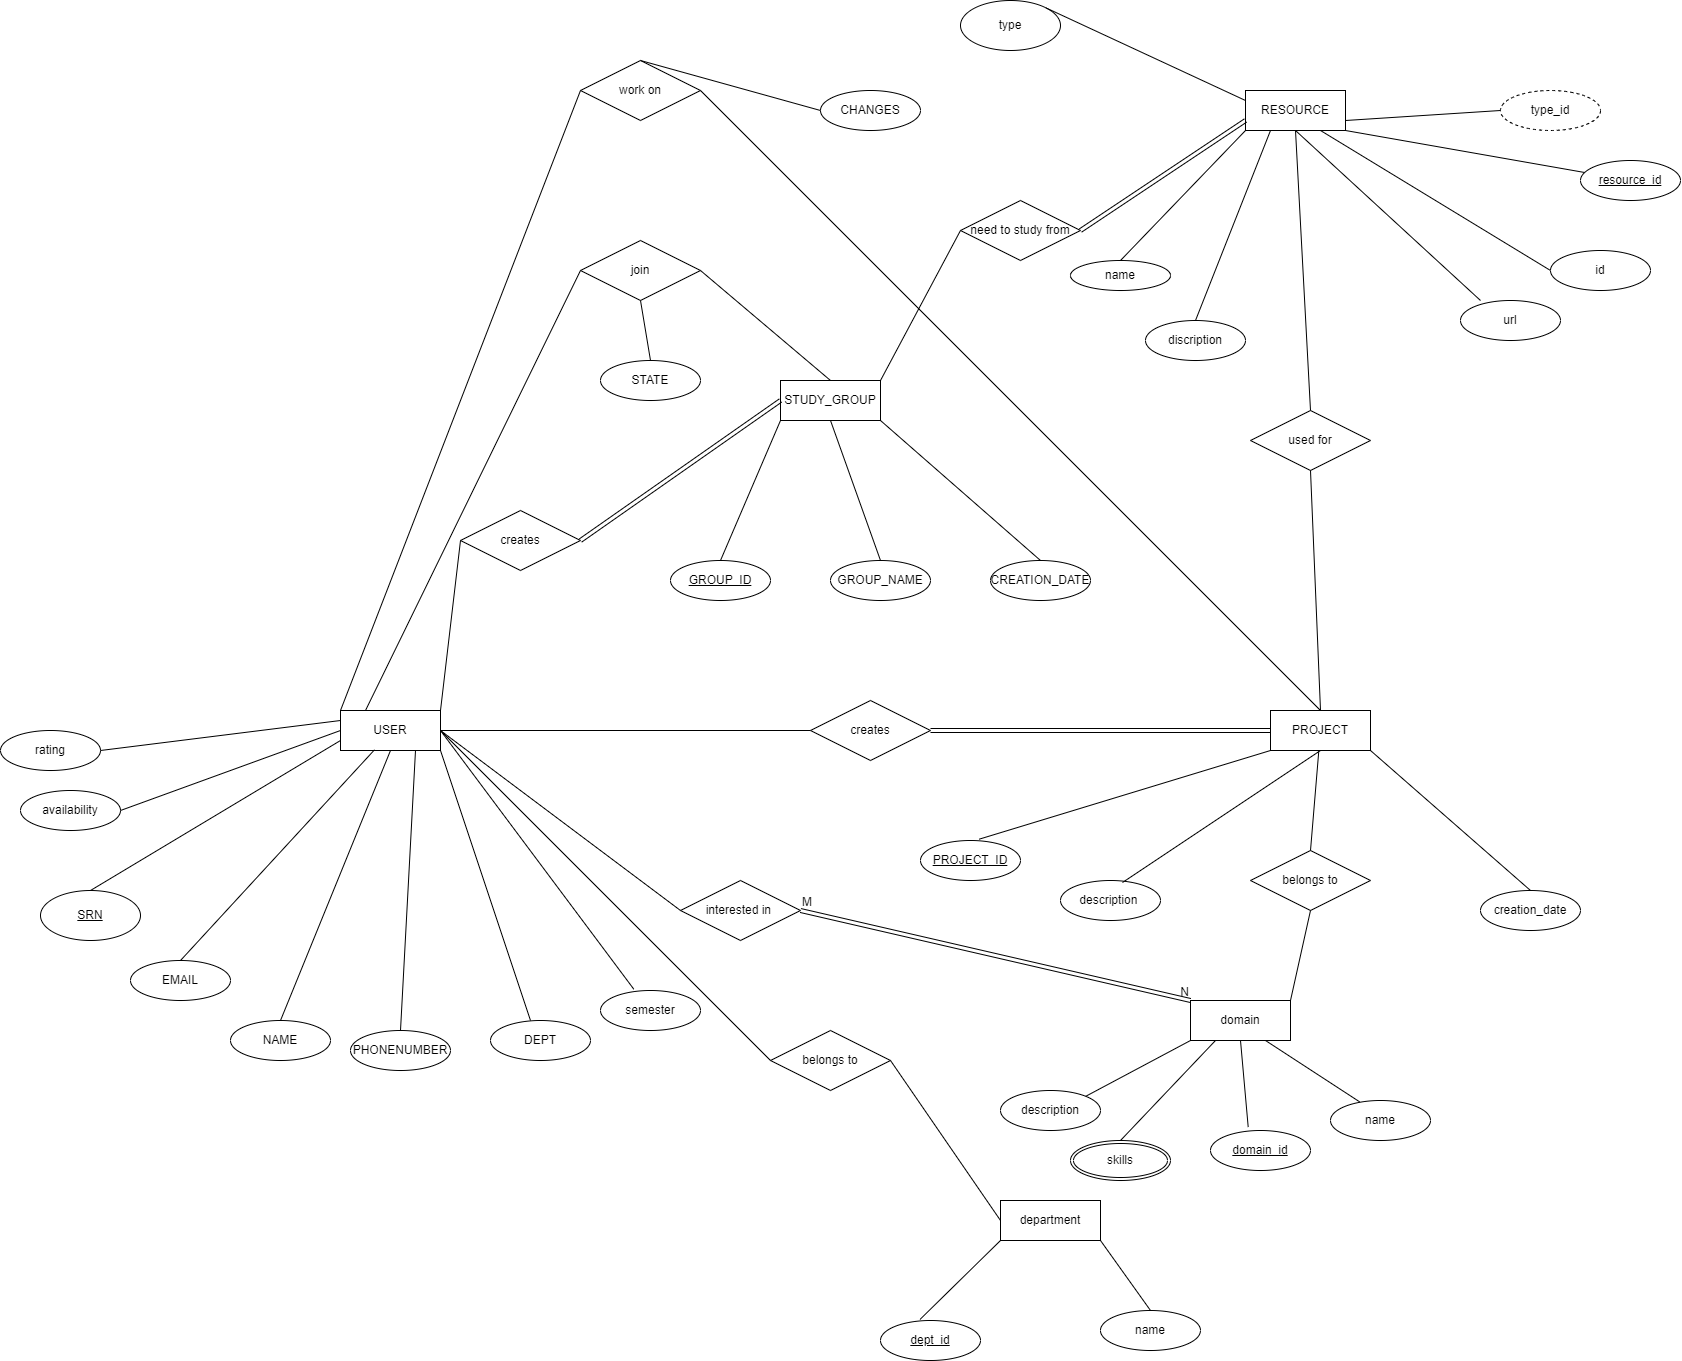 type
work on
CHANGES
RESOURCE
type_id
resource_id
need to study from
name
id
join
url
discription
STATE
STUDY_GROUP
used for
creates
GROUP_ID
GROUP_NAME
CREATION_DATE
USER
creates
PROJECT
rating
availability
PROJECT_ID
belongs to
SRN
interested in
M
description
creation_date
EMAIL
N
semester
domain
NAME
PHONENUMBER
DEPT
belongs to
description
name
skills
domain_id
department
dept_id
name